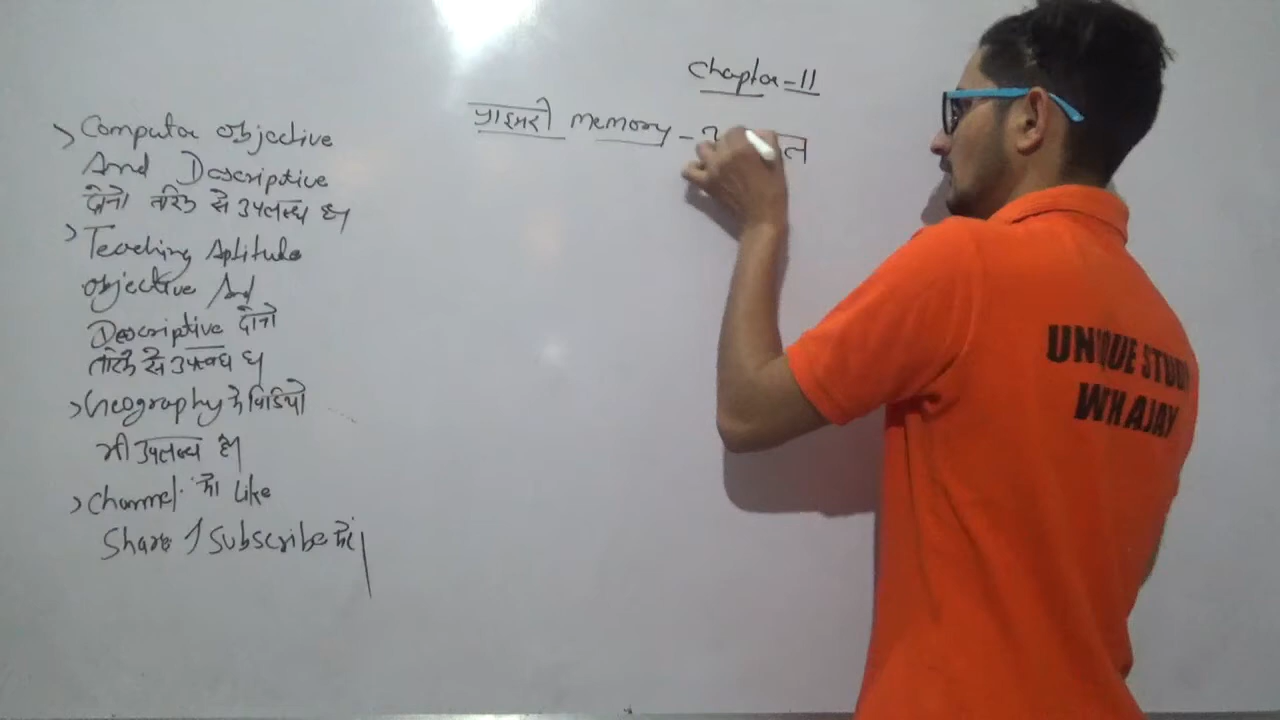 Chapter-11
प्राइमरी memory -
> Computer objective
And Descriptive
दोनो तरिके से उपलब्ध है।
> Teaching Aptitude
objective And
Descriptive दोनो
तरिके से उपलब्ध है।
> Geography के विडियो
भी उपलब्ध है।
> Channel को Like
Share / Subscribe करें।
UNIQUE STUDY
WHAJAY